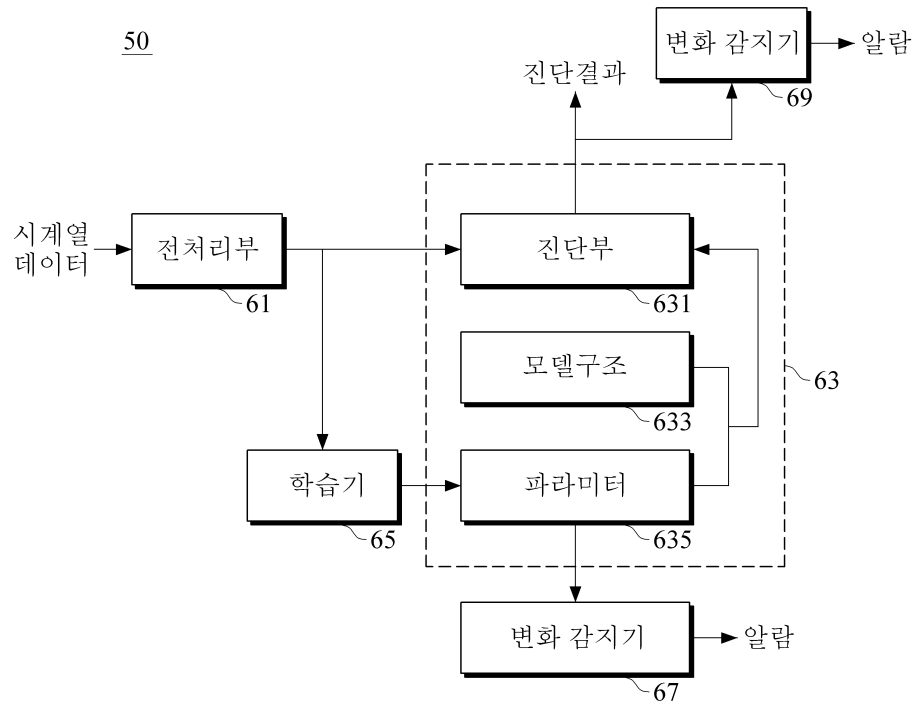 50
변화 감지기
알람
69
진단결과
시계열
데이터
전처리부
61
진단부
631
모델구조
633
63
학습기
65
파라미터
635
변화 감지기
알람
67